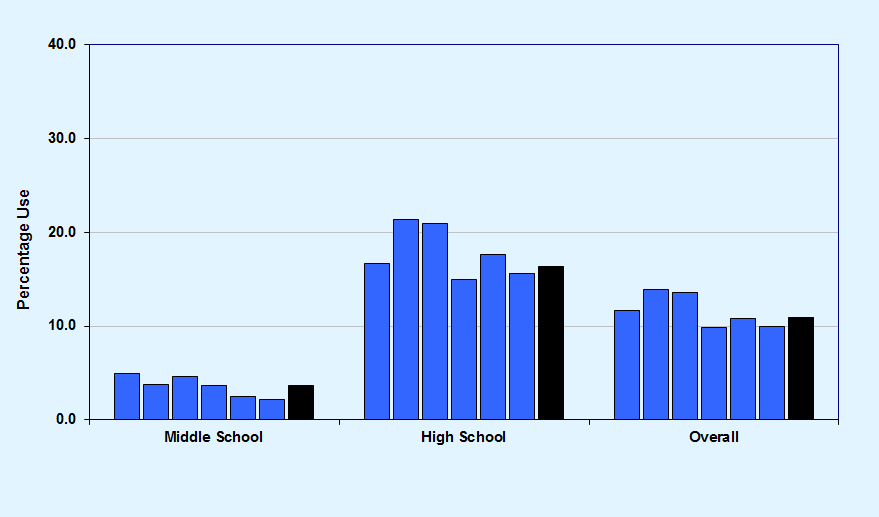 40.0
30.0
20.0
10.0
0.0
Percentage Use
Middle School
High School
Overall